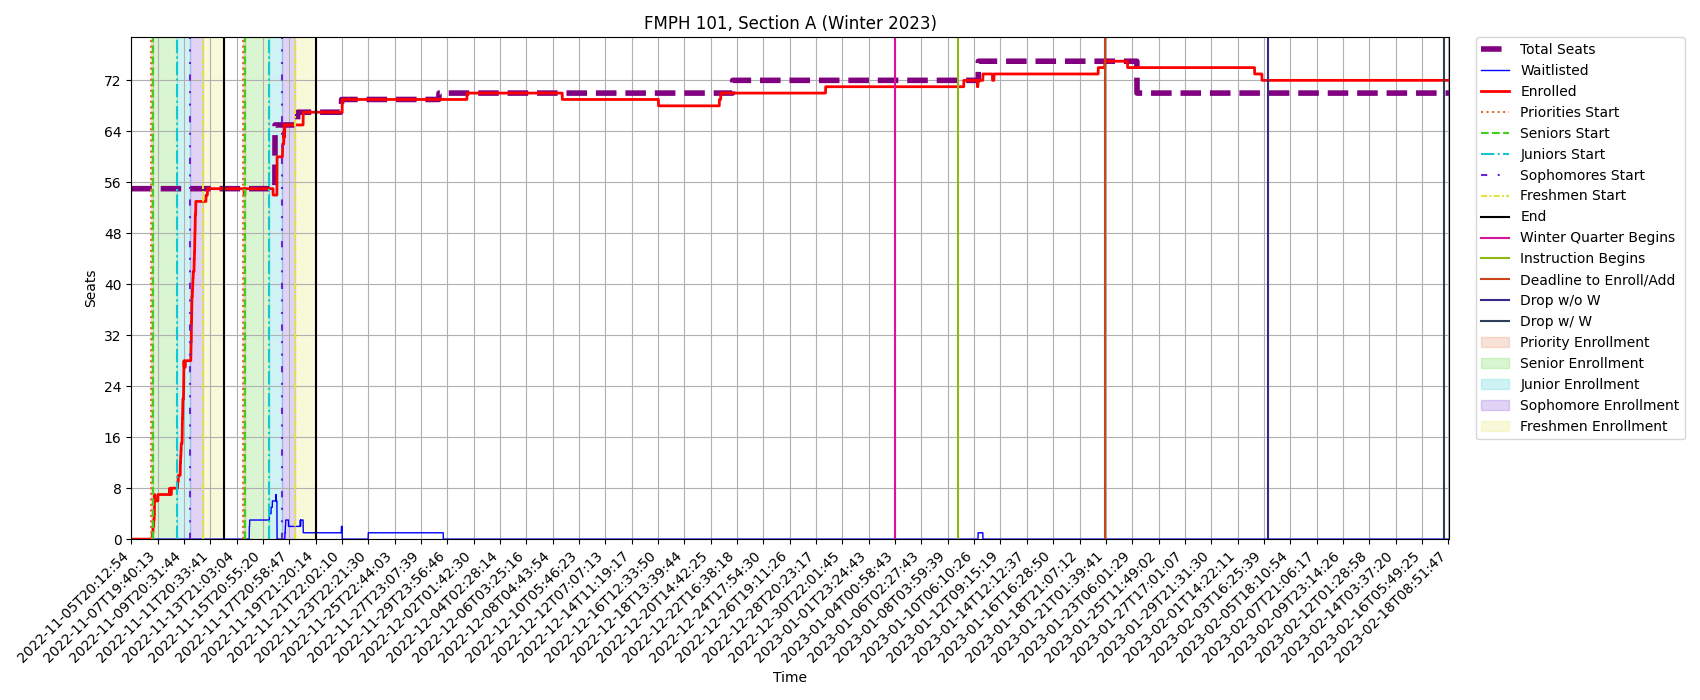 FMPH 101, Section A (Winter 2023)
Seats
72
64
56
48
40
32
24
16
8
0
2022-11-05T20:12:54
2022-11-07T19:40:13
2022-11-09T20:31:44
2022-11-11T20:33:41
2022-11-13T21:03:04
2022-11-15T20:55:20
2022-11-17T20:58:47
2022-11-19T21:20:14
2022-11-21T22:02:10
2022-11-23T22:21:30
2022-11-25T22:44:03
2022-11-27T23:07:39
2022-11-29T23:56:46
2022-12-02T01:42:30
2022-12-04T02:28:14
2022-12-06T03:25:16
2022-12-08T04:43:54
2022-12-10T05:46:23
2022-12-12T07:07:13
2022-12-14T11:19:17
2022-12-16T12:33:50
2022-12-18T13:39:44
2022-12-20T14:42:25
2022-12-22T16:38:18
2022-12-24T17:54:30
2022-12-26T19:11:26
2022-12-28T20:23:17
2022-12-30T22:01:45
2023-01-01T23:24:43
2023-01-04T00:58:43
2023-01-06T02:27:43
2023-01-08T03:59:39
2023-01-10T06:10:26
2023-01-12T09:15:19
2023-01-14T12:12:37
2023-01-16T16:28:50
2023-01-18T21:07:12
2023-01-21T01:39:41
2023-01-23T06:01:29
2023-01-25T11:49:02
2023-01-27T17:01:07
2023-01-29T21:31:30
2023-02-01T14:22:11
2023-02-03T16:25:39
2023-02-05T18:10:54
2023-02-07T21:06:17
2023-02-09T23:14:26
2023-02-12T01:28:58
2023-02-14T03:37:20
2023-02-16T05:49:25
2023-02-18T08:51:47
Time
Total Seats
Waitlisted
Enrolled
Priorities Start
Seniors Start
Juniors Start
Sophomores Start
Freshmen Start
End
Winter Quarter Begins
Instruction Begins
Deadline to Enroll/Add
Drop w/o W
Drop w/ W
Priority Enrollment
Senior Enrollment
Junior Enrollment
Sophomore Enrollment
Freshmen Enrollment